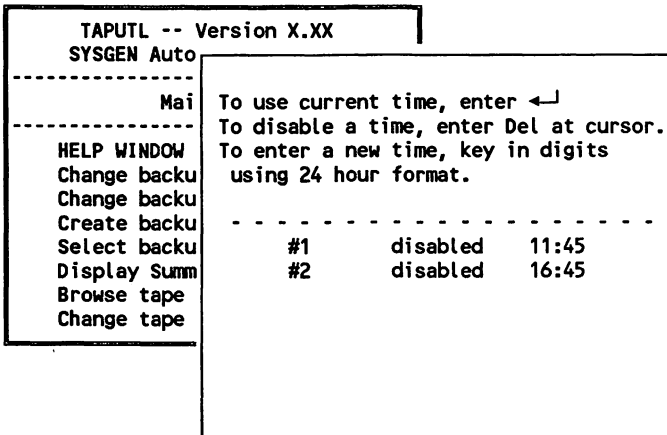 TAPUTL -- Version X.XX
SYSGEN Auto
Mai
HELP WINDOW
Change backu
Change backu
Create backu
Select backu
Display Summ
Browse tape
Change tape
To use current time, enter ↵
To disable a time, enter Del at cursor.
To enter a new time, key in digits
using 24 hour format.
#1 disabled 11:45
#2 disabled 16:45